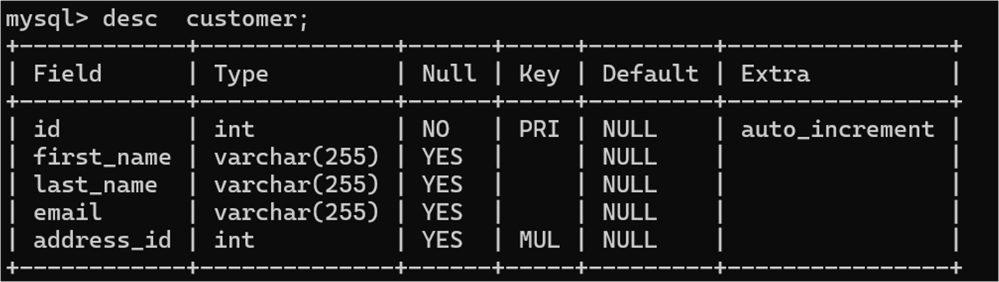 mysql> desc  customer;
+------------+--------------+------+-----+---------+----------------+
| Field      | Type         | Null | Key | Default | Extra          |
+------------+--------------+------+-----+---------+----------------+
| id         | int          | NO   | PRI | NULL    | auto_increment |
| first_name | varchar(255) | YES  |     | NULL    |                |
| last_name  | varchar(255) | YES  |     | NULL    |                |
| email      | varchar(255) | YES  |     | NULL    |                |
| address_id | int          | YES  | MUL | NULL    |                |
+------------+--------------+------+-----+---------+----------------+